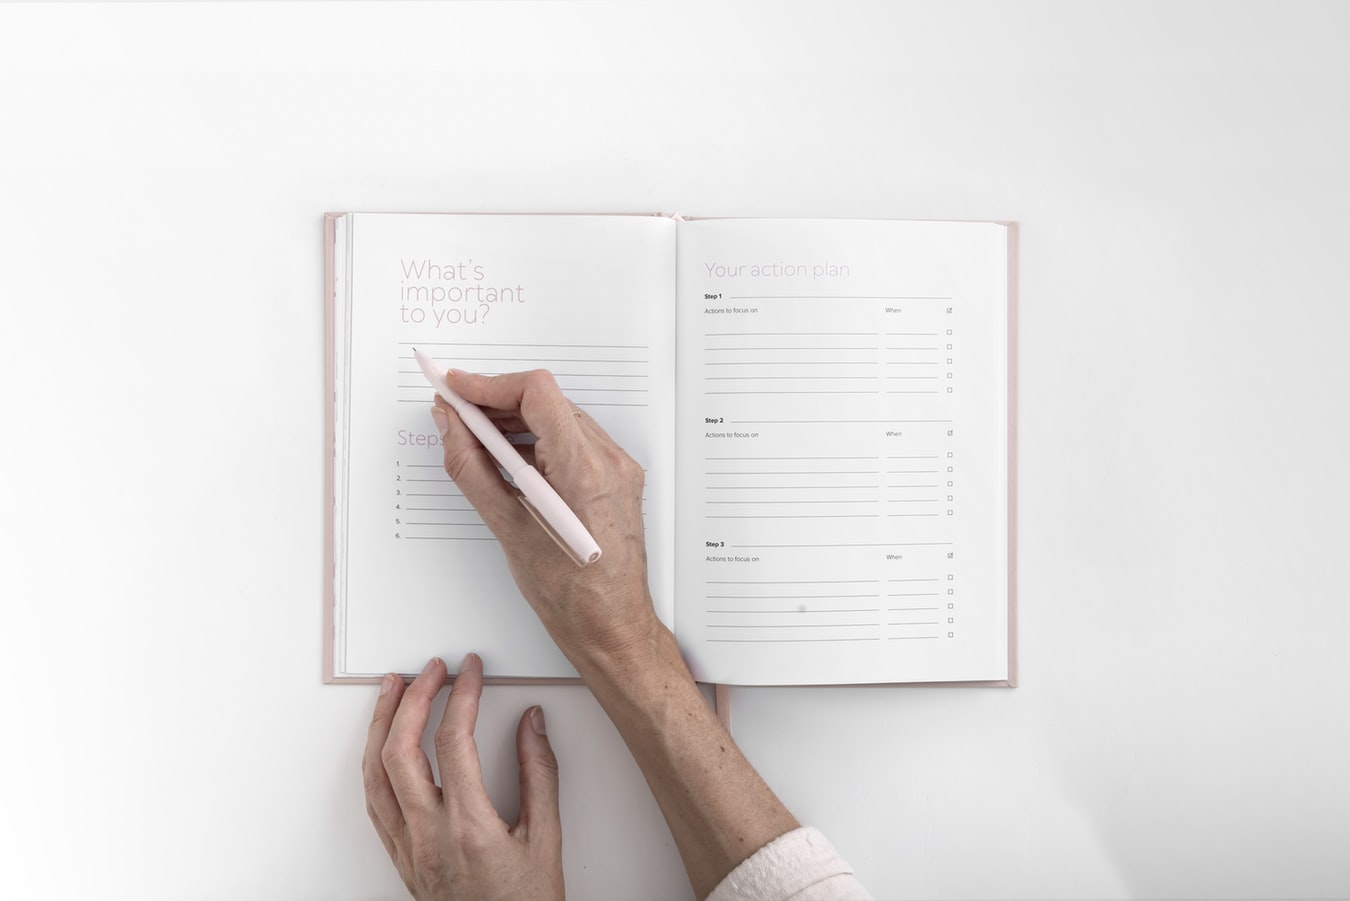 What's
important
to you?
Steps
1.
2.
3.
4.
5.
6.
Your action plan
Step 1
Actions to focus on When
Step 2
Actions to focus on When
Step 3
Actions to focus on When